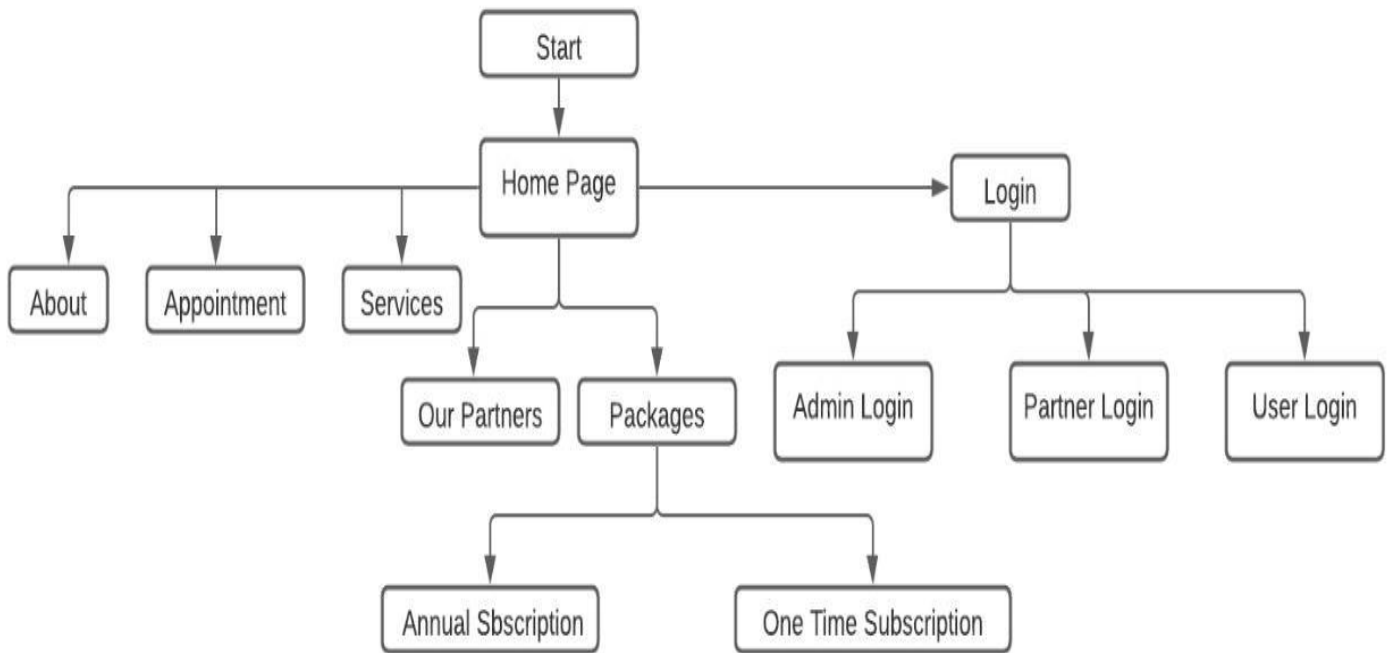 Start
Home Page
Login
About
Appointment
Services
Our Partners
Packages
Admin Login
Partner Login
User Login
Annual Sbscription
One Time Subscription